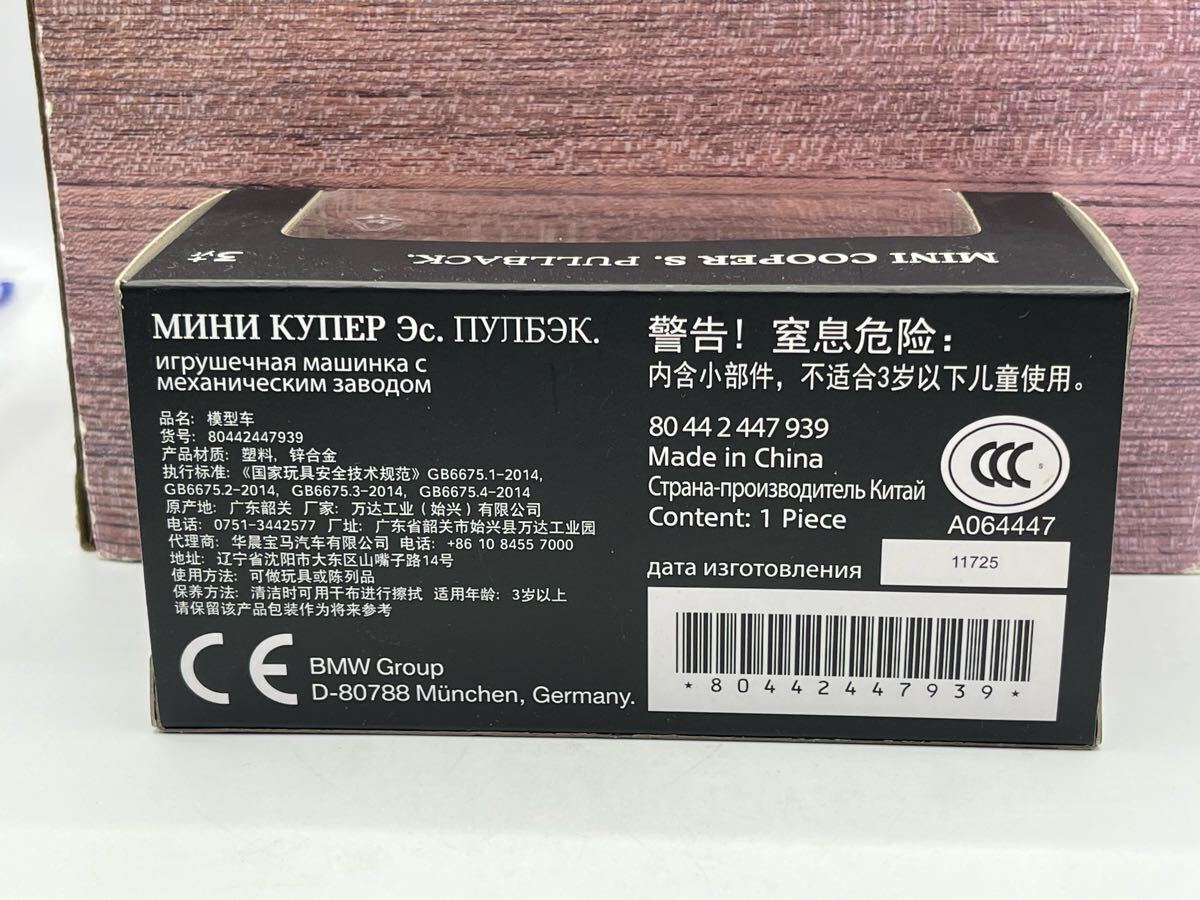 MINI COOPER S. PULLBACK.
3+
МИНИ КУПЕР Эс. ПУЛБЭК.
игрушечная машинка с
механическим заводом
品名: 模型车
货号: 80442447939
产品材质: 塑料, 锌合金
执行标准: 《国家玩具安全技术规范》GB6675.1-2014,
GB6675.2-2014, GB6675.3-2014, GB6675.4-2014
原产地: 广东韶关 厂家: 万达工业(始兴)有限公司
电话: 0751-3442577 厂址: 广东省韶关市始兴县万达工业园
代理商: 华晨宝马汽车有限公司 电话: +86 10 8455 7000
地址: 辽宁省沈阳市大东区山嘴子路14号
使用方法: 可做玩具或陈列品
保养方法: 清洁时可用干布进行擦拭 适用年龄: 3岁以上
请保留该产品包装作为将来参考
CE
BMW Group
D-80788 München, Germany.
警告! 窒息危险:
内含小部件, 不适合3岁以下儿童使用。
80 44 2 447 939
Made in China
Страна-производитель Китай
Content: 1 Piece
CCC S
A064447
дата изготовления
11725
*80442447939*